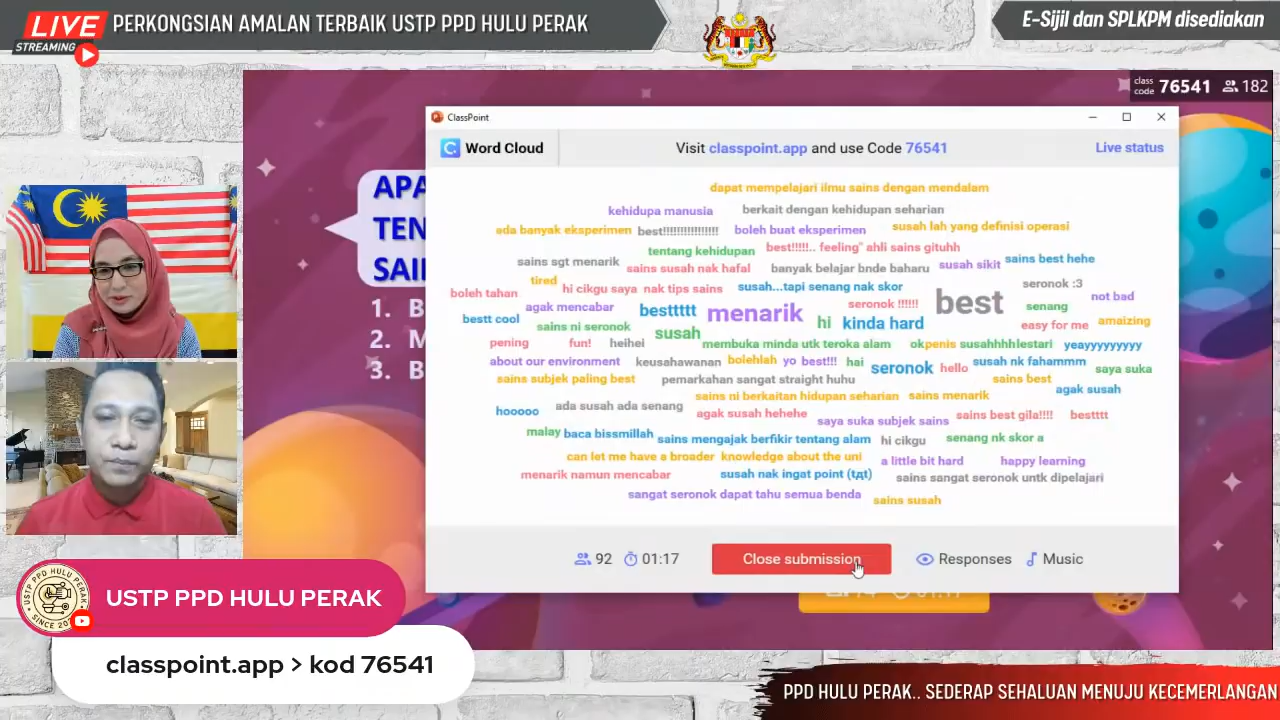 LIVE
STREAMING
PERKONGSIAN AMALAN TERBAIK USTP PPD HULU PERAK
E-Sijil dan SPLKPM disediakan
class code 76541 182
ClassPoint
Word Cloud
Visit classpoint.app and use Code 76541
Live status
APA
TEN
SAI
1. B
2. M
3. B
dapat mempelajari ilmu sains dengan mendalam
kehidupa manusia
berkait dengan kehidupan seharian
ada banyak eksperimen
best!!!!!!!!!!!!!!!!
boleh buat eksperimen
susah lah yang definisi operasi
tentang kehidupan
best!!!!!.. feeling" ahli sains gituhh
sains sgt menarik
sains susah nak hafal
banyak belajar bnde baharu
susah sikit
sains best hehe
tired
hi cikgu saya
nak tips sains
susah...tapi senang nak skor
seronok :3
boleh tahan
agak mencabar
besttttt
menarik
seronok !!!!!!
best
senang
not bad
bestt cool
sains ni seronok
susah
hi
kinda hard
easy for me
amaizing
pening
fun!
heihei
membuka minda utk teroka alam
ok
penis
susahhhh
lestari
yeayyyyyyyyy
about our environment
keusahawanan
bolehlah
yo
best!!!
hai
seronok
hello
susah nk fahammm
saya suka
sains subjek paling best
pemarkahan sangat straight huhu
sains best
agak susah
sains ni berkaitan hidupan seharian
sains menarik
hooooo
ada susah ada senang
agak susah hehehe
saya suka subjek sains
sains best gila!!!!
bestttt
malay
baca bissmillah
sains mengajak berfikir tentang alam
hi cikgu
senang nk skor a
can let me have a broader knowledge about the uni
a little bit hard
happy learning
menarik namun mencabar
susah nak ingat point (тдт)
sains sangat seronok untk dipelajari
sangat seronok dapat tahu semua benda
sains susah
92 01:17
Close submission
Responses
Music
USTP PPD HULU PERAK
classpoint.app > kod 76541
PPD HULU PERAK.. SEDERAP SEHALUAN MENUJU KECEMERLANGAN